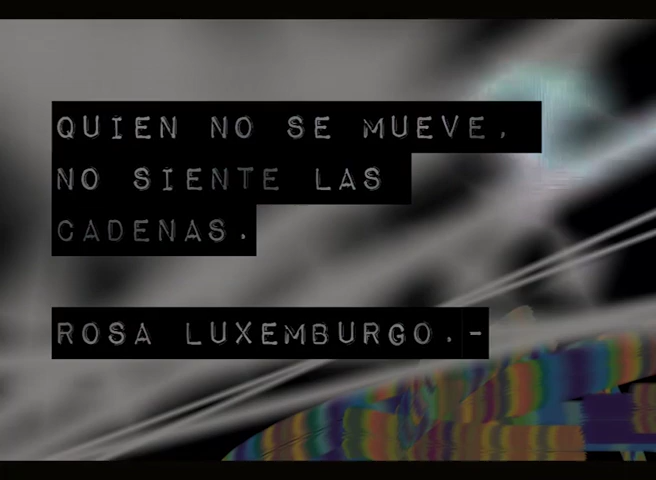 QUIEN NO SE MUEVE,
NO SIENTE LAS
CADENAS.
ROSA LUXEMBURGO.-